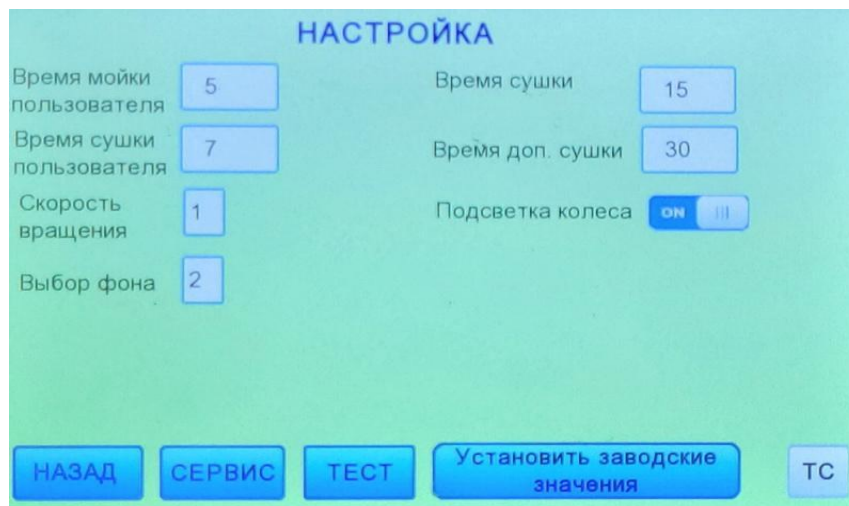 НАСТРОЙКА
Время мойки
пользователя
5
Время сушки
15
Время сушки
пользователя
7
Время доп. сушки
30
Скорость
вращения
1
Подсветка колеса
ON
Выбор фона
2
НАЗАД
СЕРВИС
ТЕСТ
Установить заводские
значения
ТС